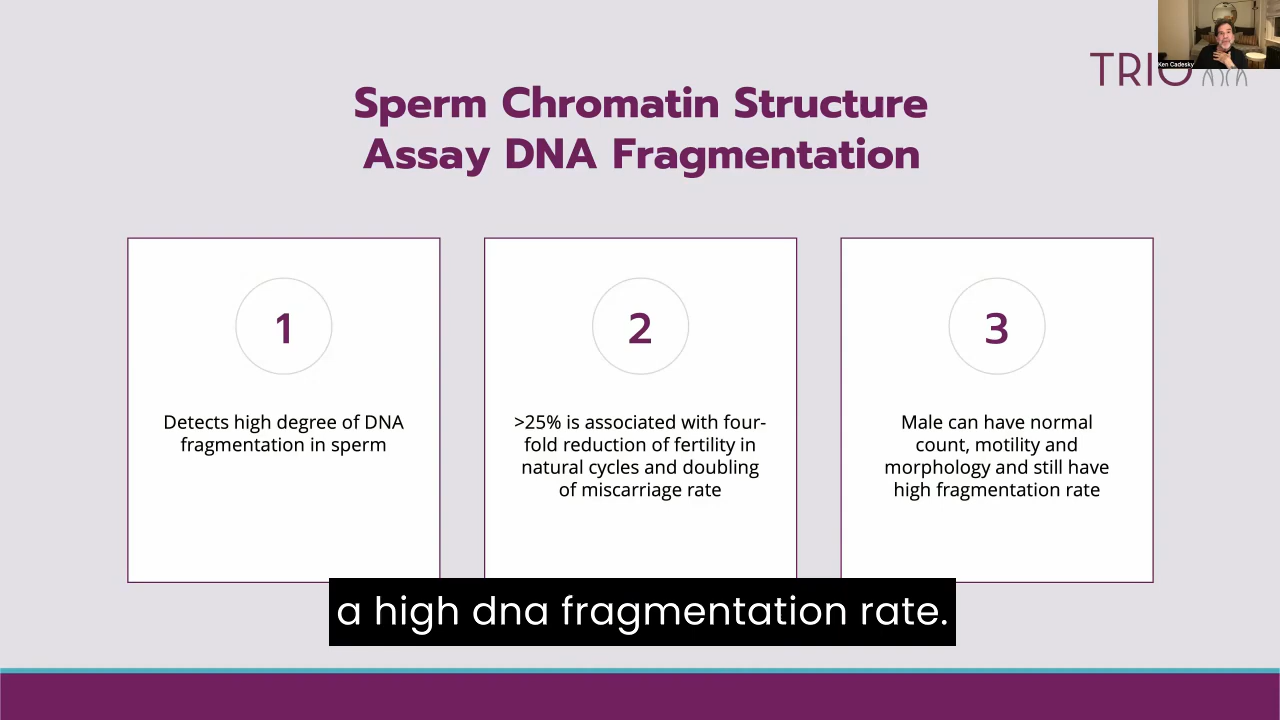 Ken Cadesky
TRIO
Sperm Chromatin Structure
Assay DNA Fragmentation
1
Detects high degree of DNA
fragmentation in sperm
2
>25% is associated with four-
fold reduction of fertility in
natural cycles and doubling
of miscarriage rate
3
Male can have normal
count, motility and
morphology and still have
high fragmentation rate
a high dna fragmentation rate.